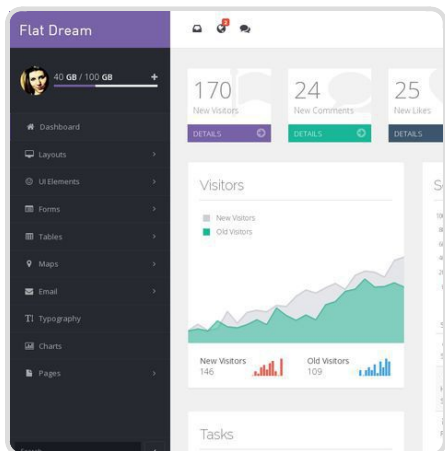 Flat Dream
40 GB / 100 GB
Dashboard
Layouts
UI Elements
Forms
Tables
Maps
Email
Typography
Charts
Pages
2
170
New Visitors
DETAILS
24
New Comments
DETAILS
25
New Likes
DETAILS
Visitors
New Visitors
Old Visitors
New Visitors
146
Old Visitors
109
Tasks
S